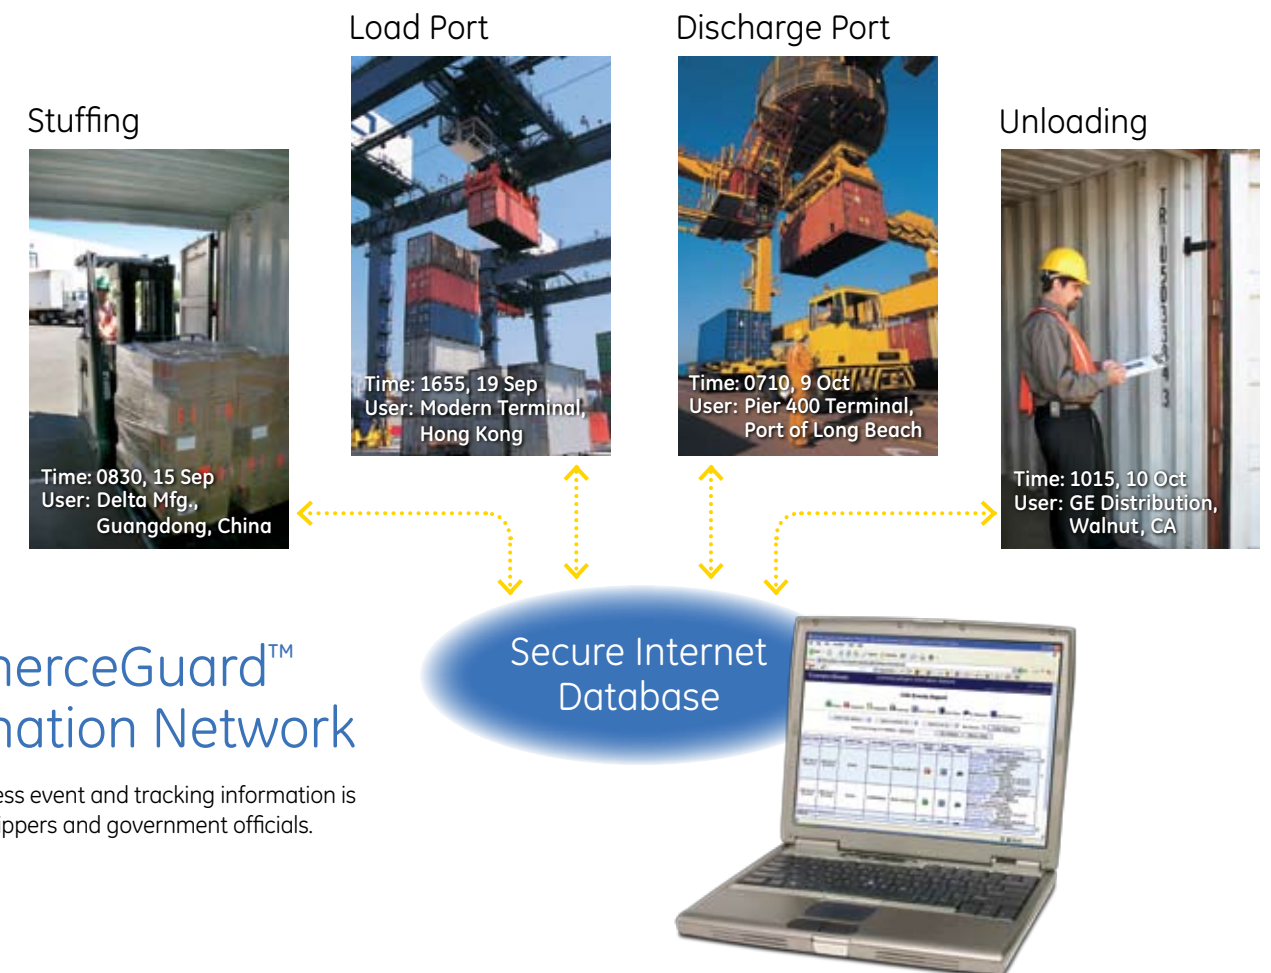 Load Port
Discharge Port
Stuffing
Unloading
Time: 1655, 19 Sep
User: Modern Terminal,
Hong Kong
Time: 0710, 9 Oct
User: Pier 400 Terminal,
Port of Long Beach
Time: 0830, 15 Sep
User: Delta Mfg.,
Guangdong, China
Time: 1015, 10 Oct
User: GE Distribution,
Walnut, CA
Secure Internet
Database
merceGuard™
mation Network
ess event and tracking information is
ippers and government officials.